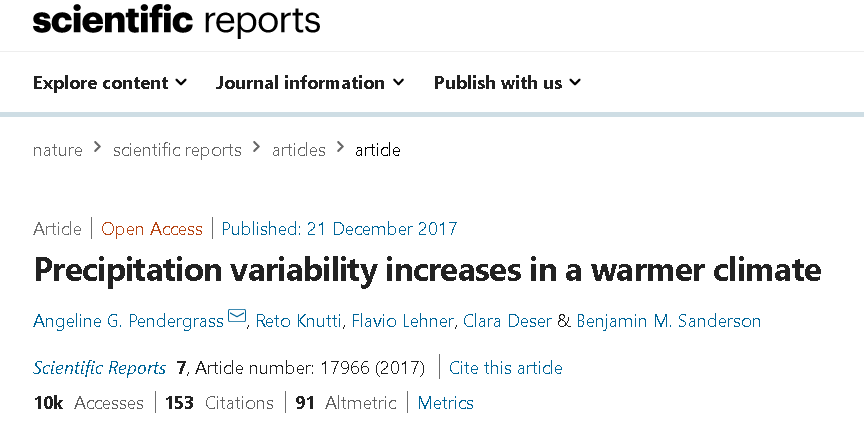 scientific reports
Explore content Journal information Publish with us
nature > scientific reports > articles > article
Article | Open Access | Published: 21 December 2017
Precipitation variability increases in a warmer climate
Angeline G. Pendergrass, Reto Knutti, Flavio Lehner, Clara Deser & Benjamin M. Sanderson
Scientific Reports 7, Article number: 17966 (2017) | Cite this article
10k Accesses | 153 Citations | 91 Altmetric | Metrics